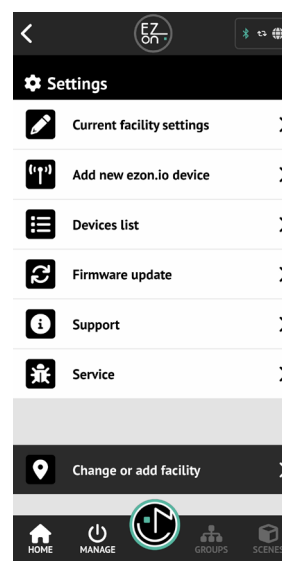 EZ
on
Settings
Current facility settings
Add new ezon.io device
Devices list
Firmware update
Support
Service
Change or add facility
HOME MANAGE GROUPS SCENES